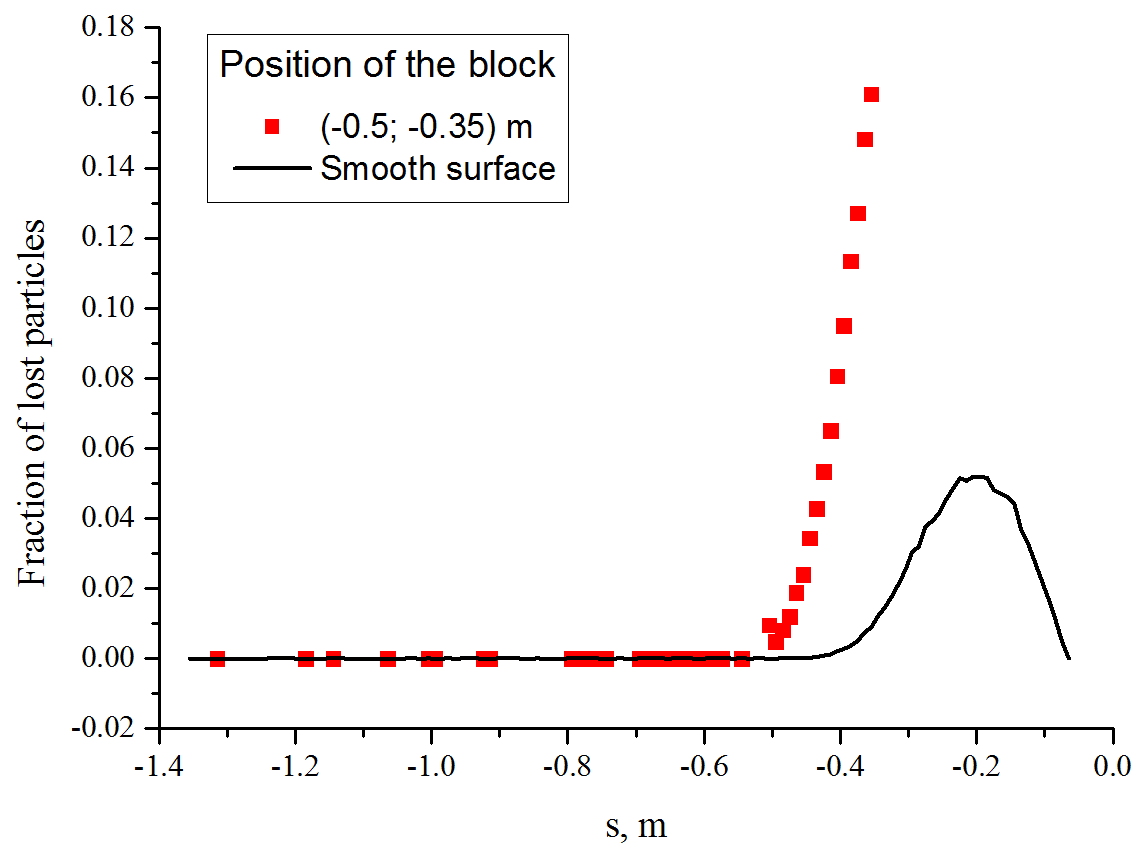 0.18
0.16
0.14
0.12
0.10
0.08
0.06
0.04
0.02
0.00
-0.02
Fraction of lost particles
Position of the block
(-0.5; -0.35) m
Smooth surface
-1.4 -1.2 -1.0 -0.8 -0.6 -0.4 -0.2 0.0
s, m